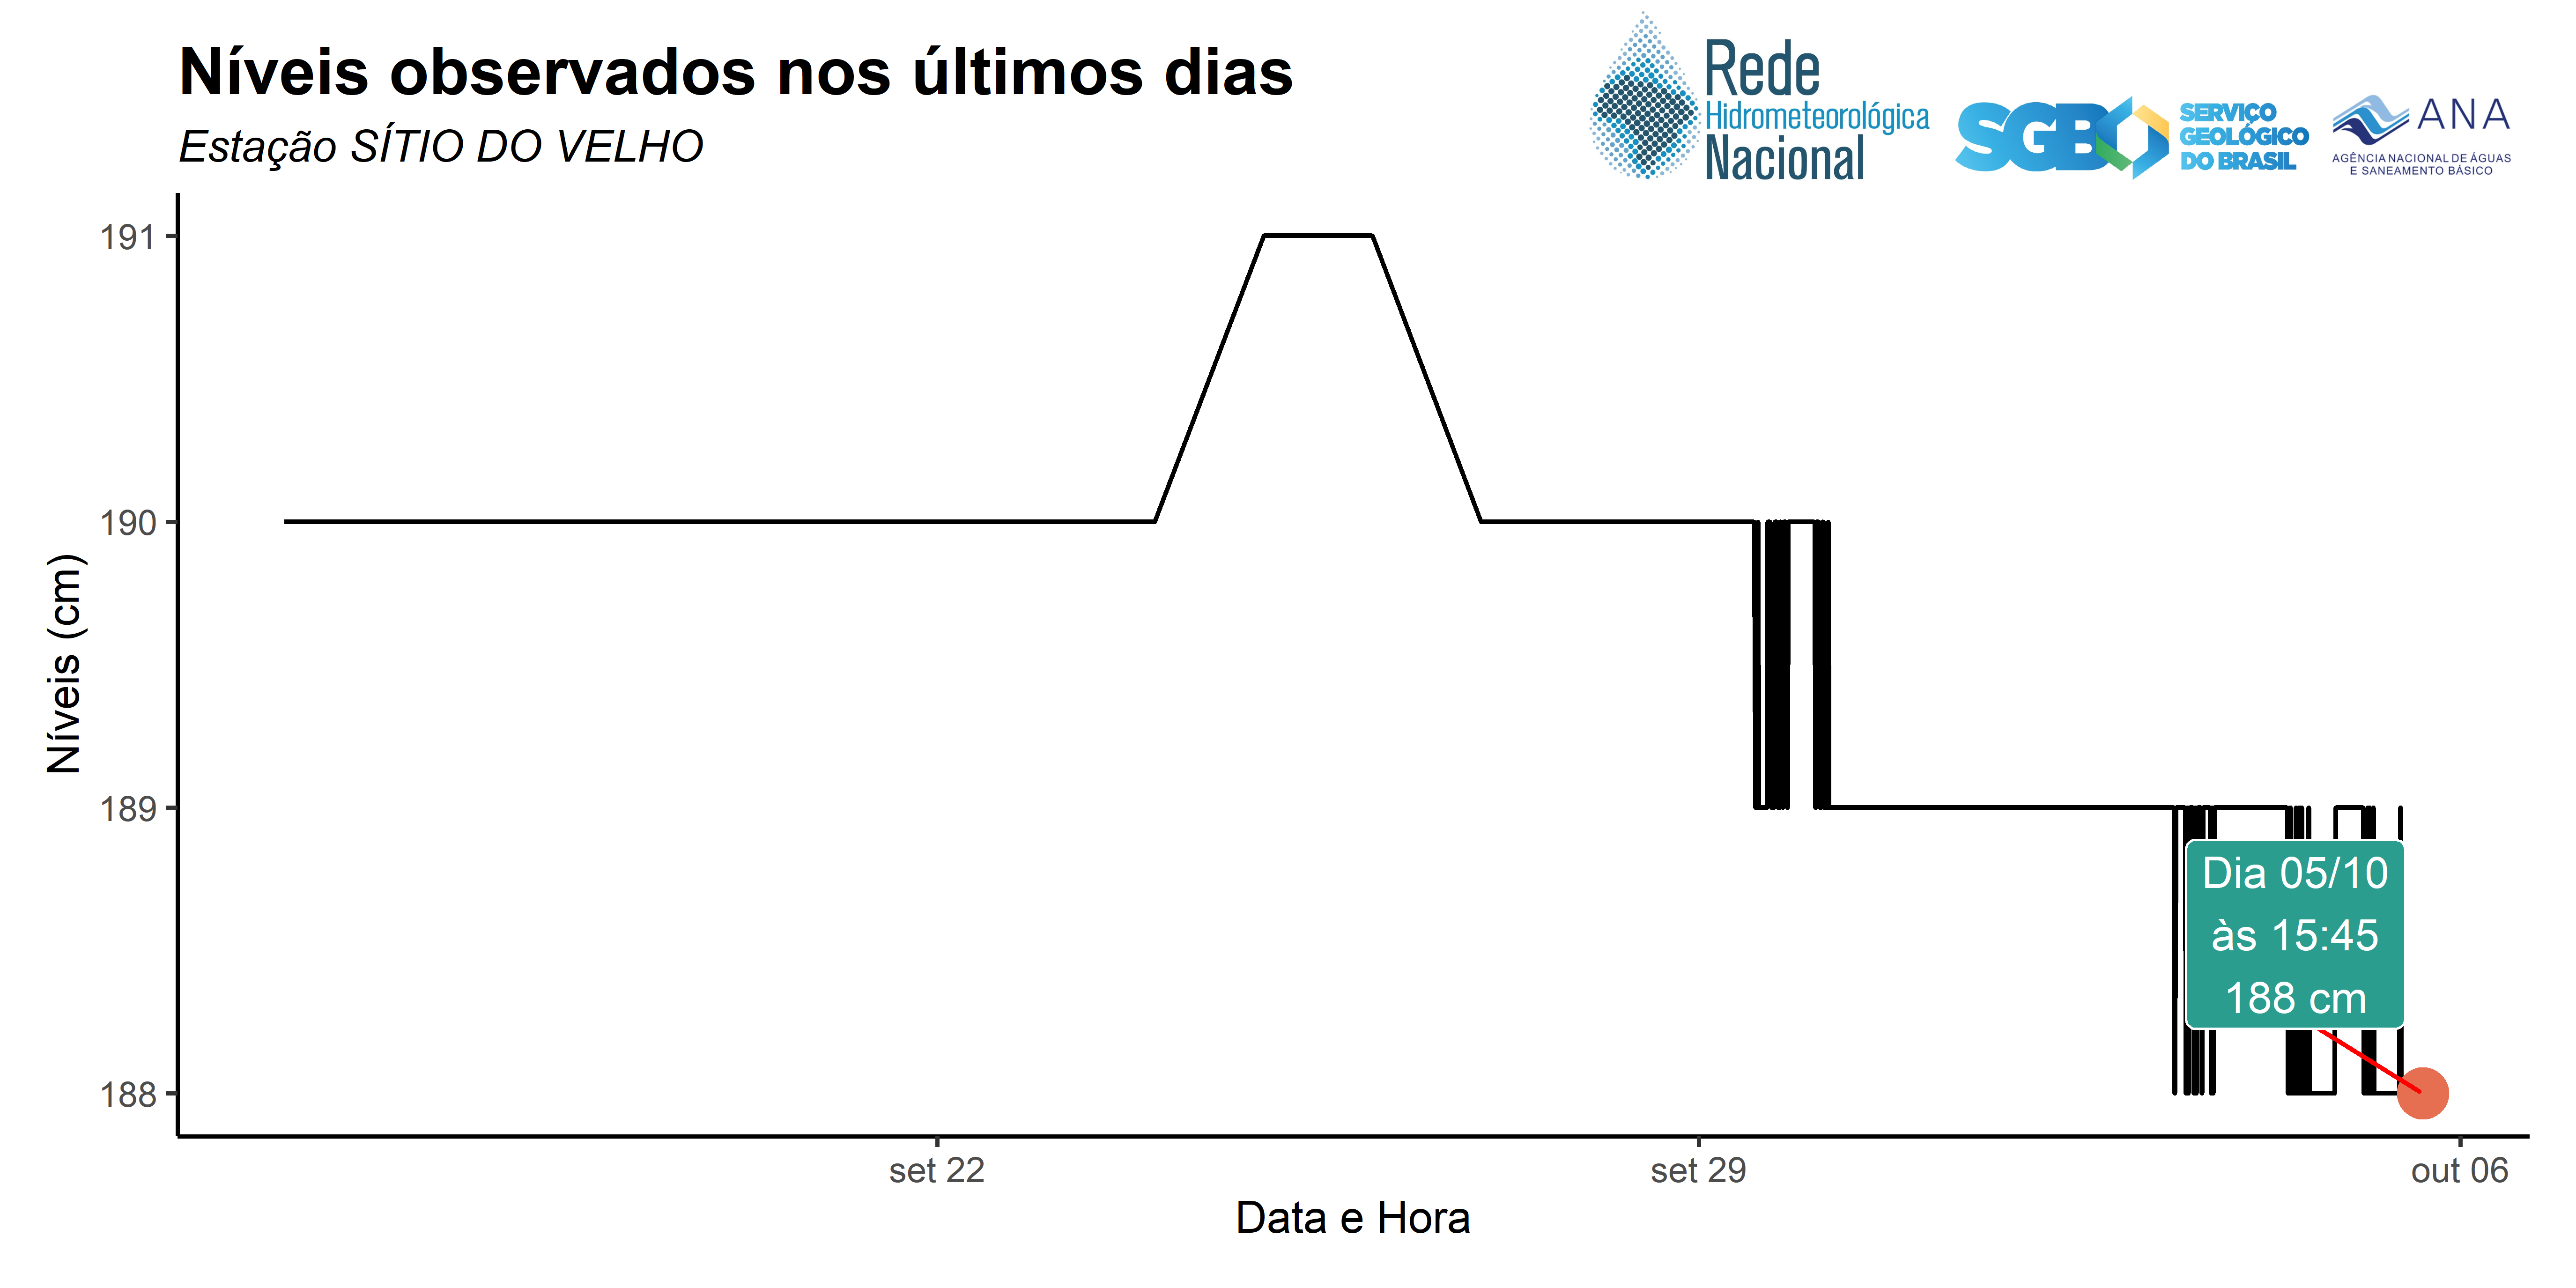 Níveis observados nos últimos dias
Estação SÍTIO DO VELHO
Rede
Hidrometeorológica
Nacional
SGB
SERVIÇO
GEOLÓGICO
DO BRASIL
ANA
AGÊNCIA NACIONAL DE ÁGUAS
E SANEAMENTO BÁSICO
Níveis (cm)
191
190
189
188
Dia 05/10
às 15:45
188 cm
set 22
set 29
out 06
Data e Hora